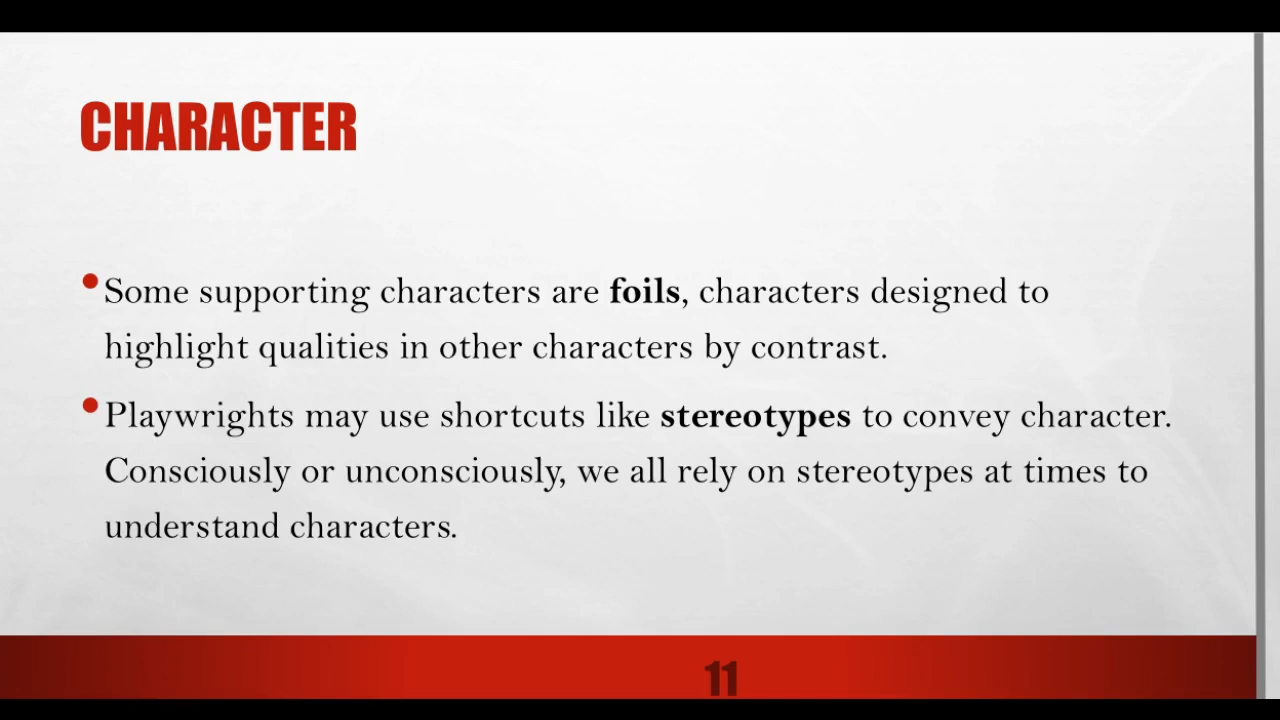 CHARACTER
•Some supporting characters are foils, characters designed to
highlight qualities in other characters by contrast.
•Playwrights may use shortcuts like stereotypes to convey character.
Consciously or unconsciously, we all rely on stereotypes at times to
understand characters.
11